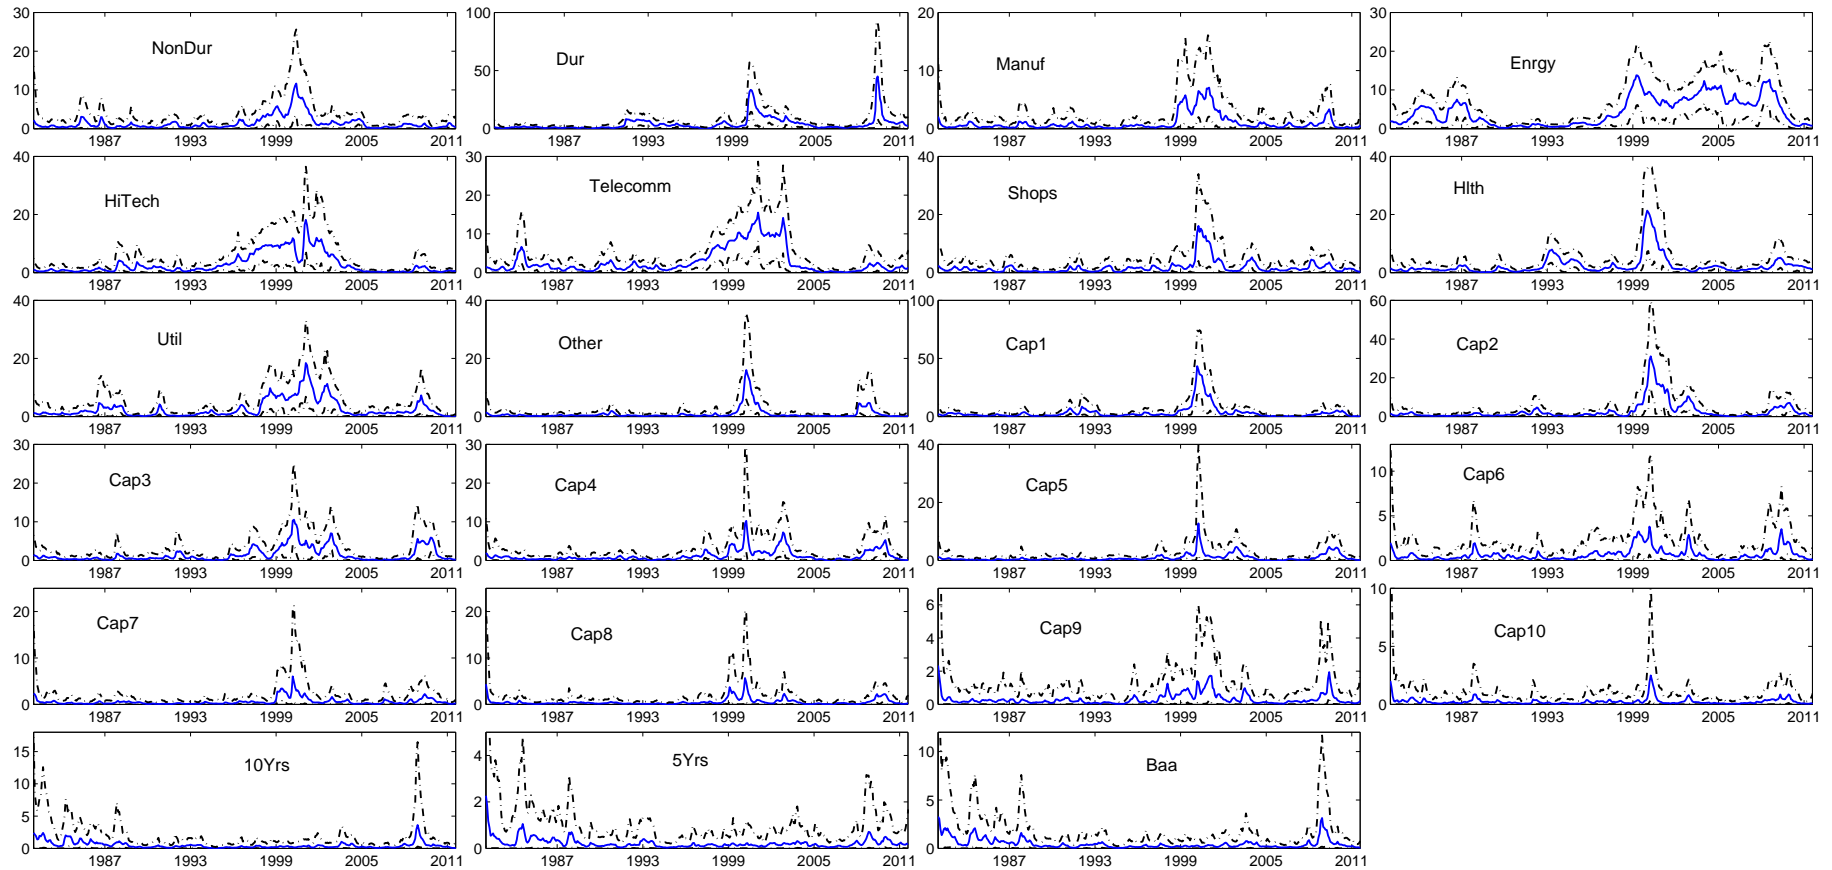 NonDur
30
20
10
0
1987 1993 1999 2005 2011
Dur
100
50
0
1987 1993 1999 2005 2011
Manuf
20
10
0
1987 1993 1999 2005 2011
Enrgy
30
20
10
0
1987 1993 1999 2005 2011
HiTech
40
20
0
1987 1993 1999 2005 2011
Telecomm
30
20
10
0
1987 1993 1999 2005 2011
Shops
40
20
0
1987 1993 1999 2005 2011
Hlth
40
20
0
1987 1993 1999 2005 2011
Util
40
20
0
1987 1993 1999 2005 2011
Other
40
20
0
1987 1993 1999 2005 2011
Cap1
100
50
0
1987 1993 1999 2005 2011
Cap2
60
40
20
0
1987 1993 1999 2005 2011
Cap3
30
20
10
0
1987 1993 1999 2005 2011
Cap4
30
20
10
0
1987 1993 1999 2005 2011
Cap5
40
20
0
1987 1993 1999 2005 2011
Cap6
10
5
0
1987 1993 1999 2005 2011
Cap7
20
10
0
1987 1993 1999 2005 2011
Cap8
20
10
0
1987 1993 1999 2005 2011
Cap9
6
4
2
0
1987 1993 1999 2005 2011
Cap10
10
5
0
1987 1993 1999 2005 2011
10Yrs
15
10
5
0
1987 1993 1999 2005 2011
5Yrs
4
2
0
1987 1993 1999 2005 2011
Baa
10
5
0
1987 1993 1999 2005 2011